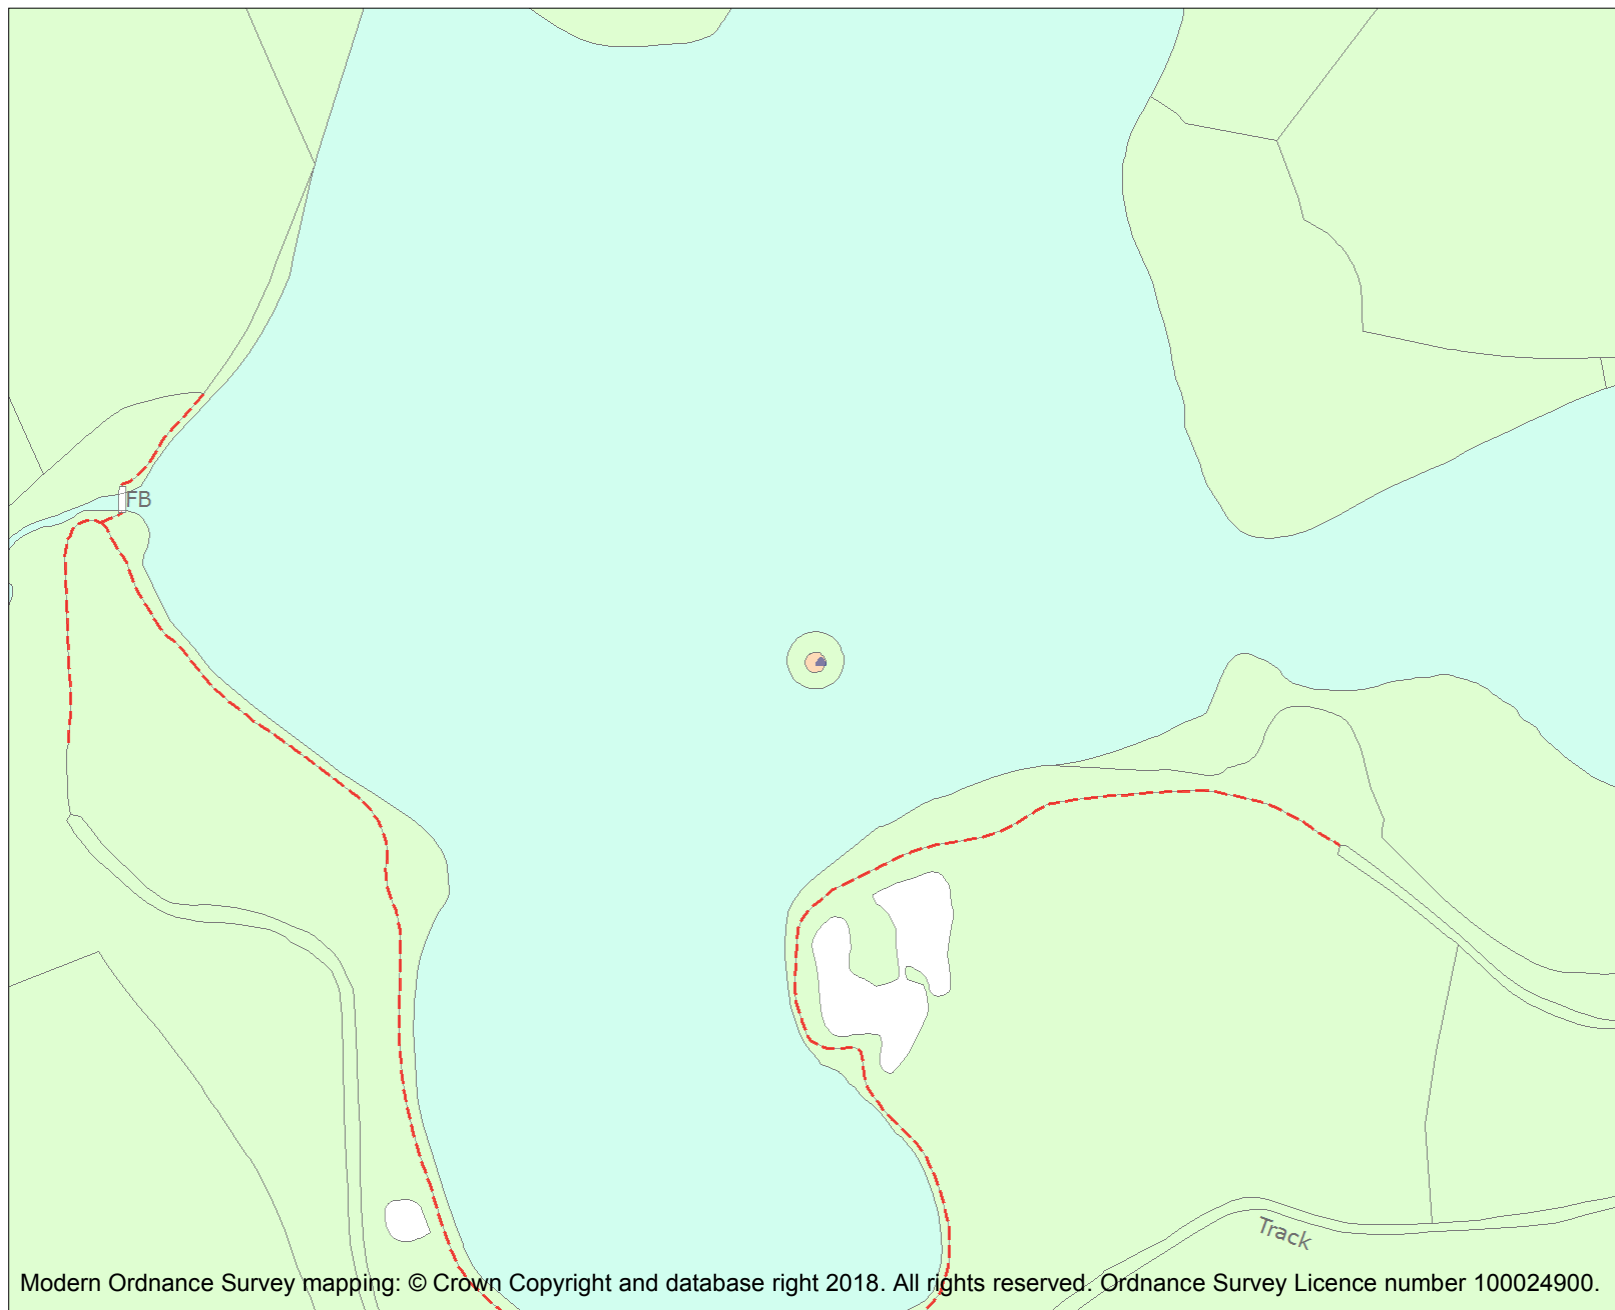 FB
Track
Modern Ordnance Survey mapping: © Crown Copyright and database right 2018. All rights reserved. Ordnance Survey Licence number 100024900.